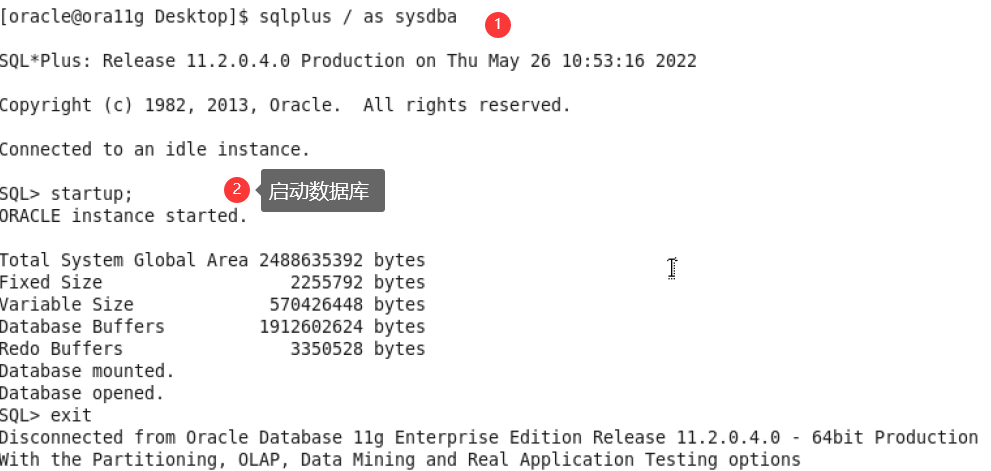 [oracle@ora11g Desktop]$ sqlplus / as sysdba
1
SQL*Plus: Release 11.2.0.4.0 Production on Thu May 26 10:53:16 2022
Copyright (c) 1982, 2013, Oracle.  All rights reserved.
Connected to an idle instance.
SQL> startup;
2 启动数据库
ORACLE instance started.
Total System Global Area 2488635392 bytes
Fixed Size                  2255792 bytes
Variable Size             570426448 bytes
Database Buffers         1912602624 bytes
Redo Buffers                3350528 bytes
Database mounted.
Database opened.
SQL> exit
Disconnected from Oracle Database 11g Enterprise Edition Release 11.2.0.4.0 - 64bit Production
With the Partitioning, OLAP, Data Mining and Real Application Testing options